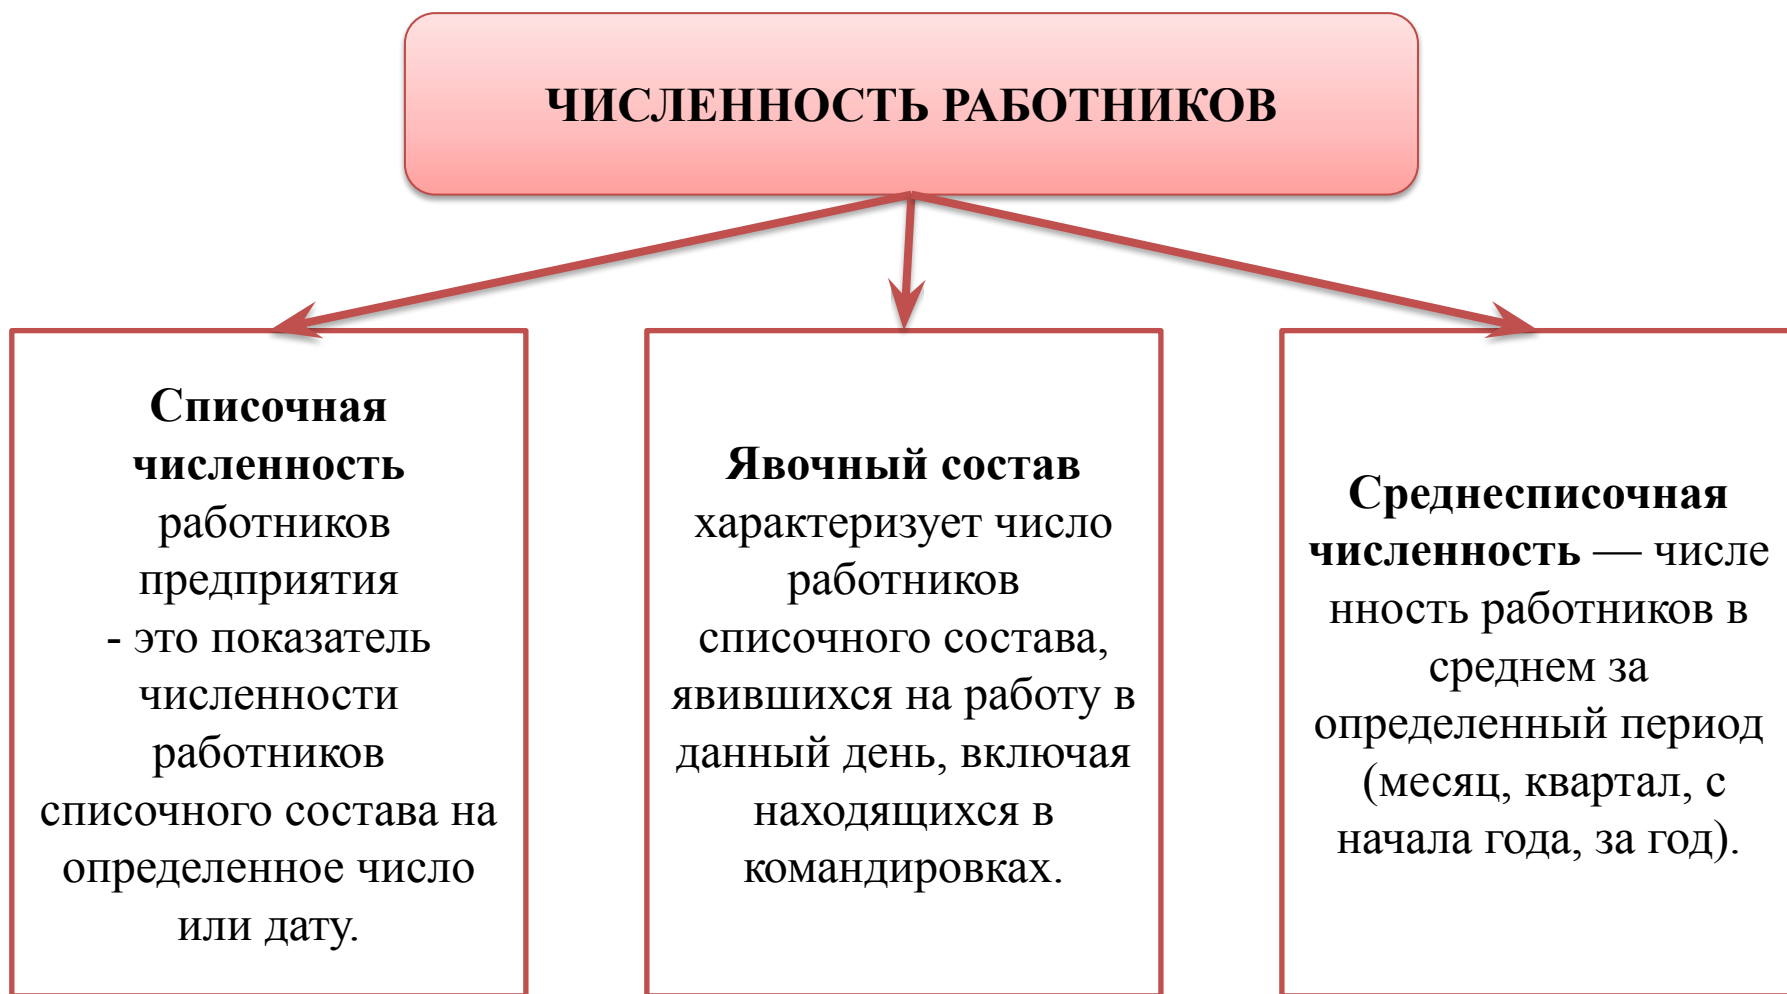 ЧИСЛЕННОСТЬ РАБОТНИКОВ
Списочная
численность
работников
предприятия
- это показатель
численности
работников
списочного состава на
определенное число
или дату.
Явочный состав
характеризует число
работников
списочного состава,
явившихся на работу в
данный день, включая
находящихся в
командировках.
Среднесписочная
численность — числе
нность работников в
среднем за
определенный период
(месяц, квартал, с
начала года, за год).